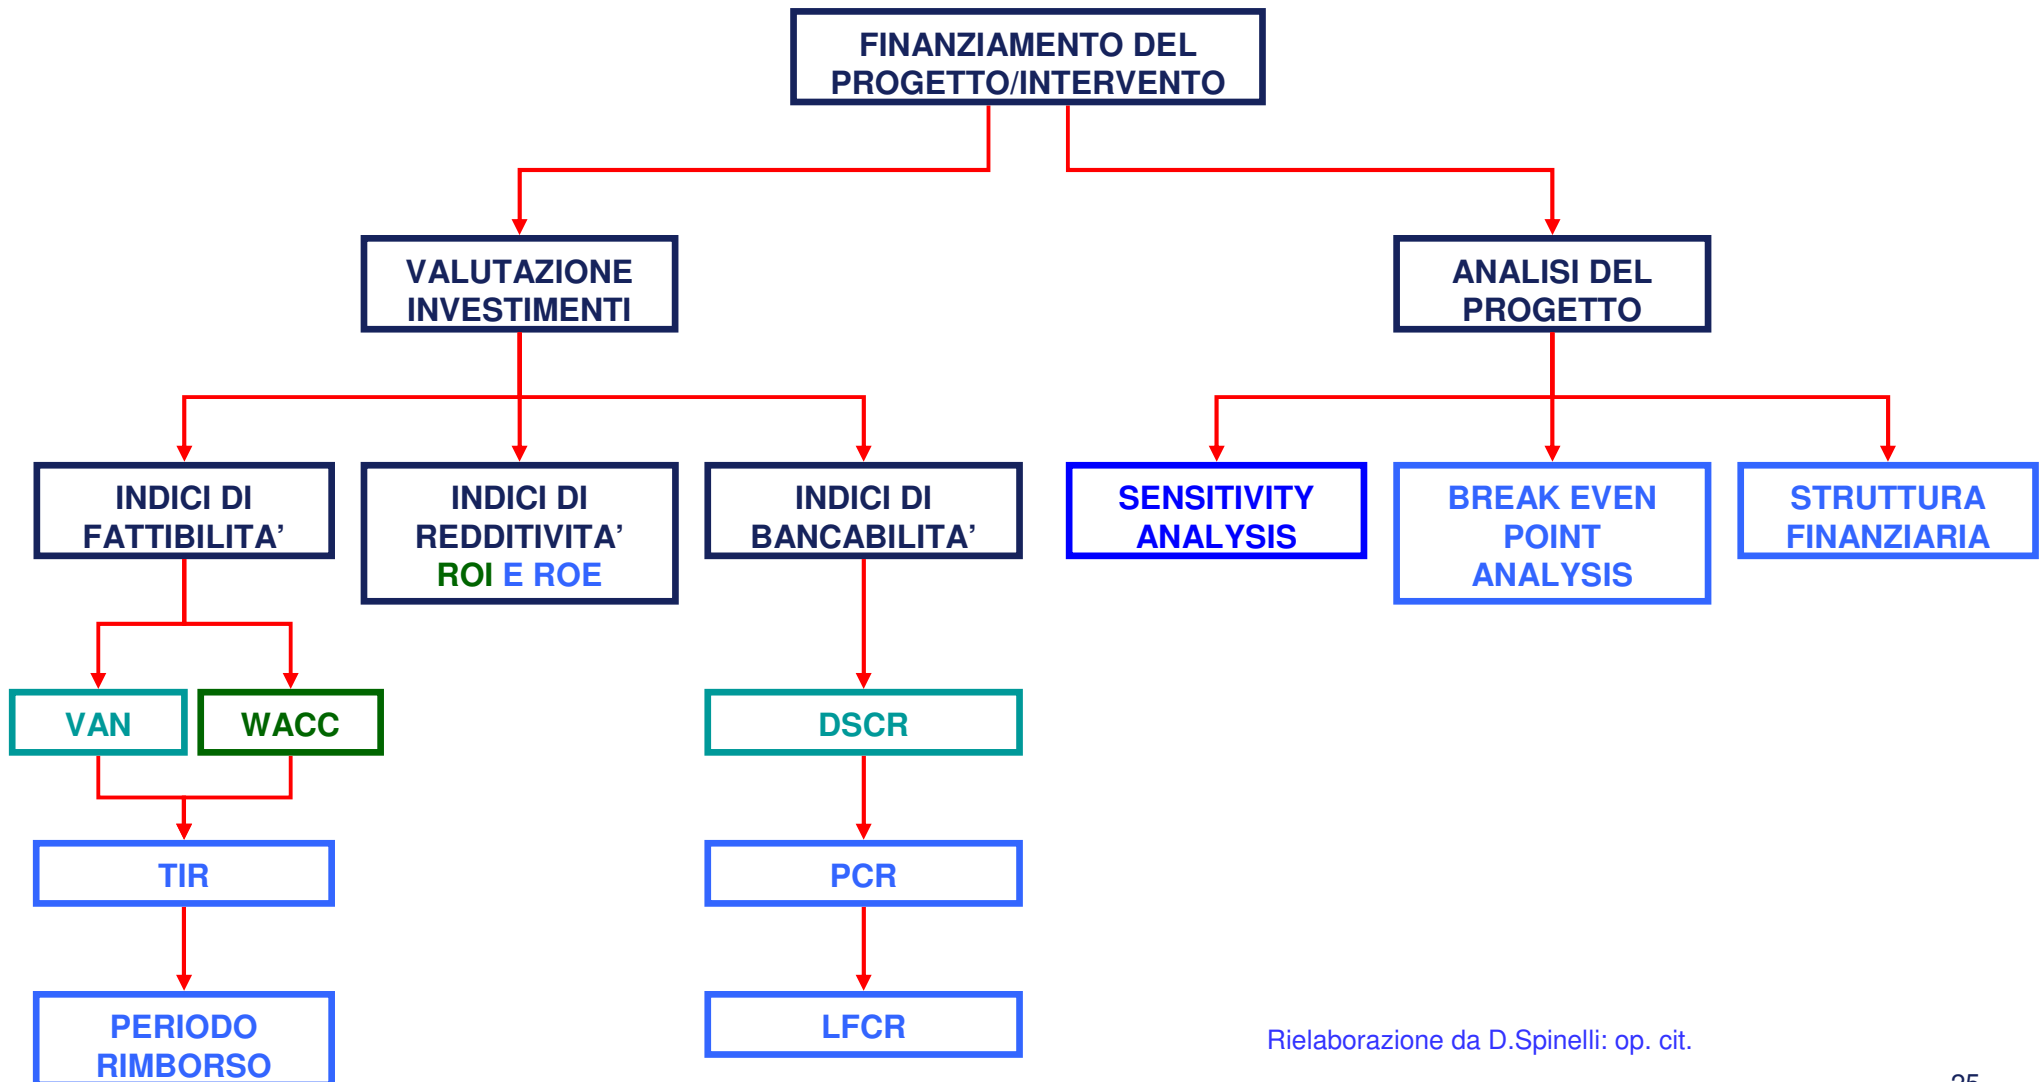 FINANZIAMENTO DEL
PROGETTO/INTERVENTO
VALUTAZIONE
INVESTIMENTI
ANALISI DEL
PROGETTO
INDICI DI
FATTIBILITA’
INDICI DI
REDDITIVITA’
ROI E ROE
INDICI DI
BANCABILITA’
SENSITIVITY
ANALYSIS
BREAK EVEN
POINT
ANALYSIS
STRUTTURA
FINANZIARIA
VAN
WACC
DSCR
TIR
PCR
PERIODO
RIMBORSO
LFCR
Rielaborazione da D.Spinelli: op. cit.
25